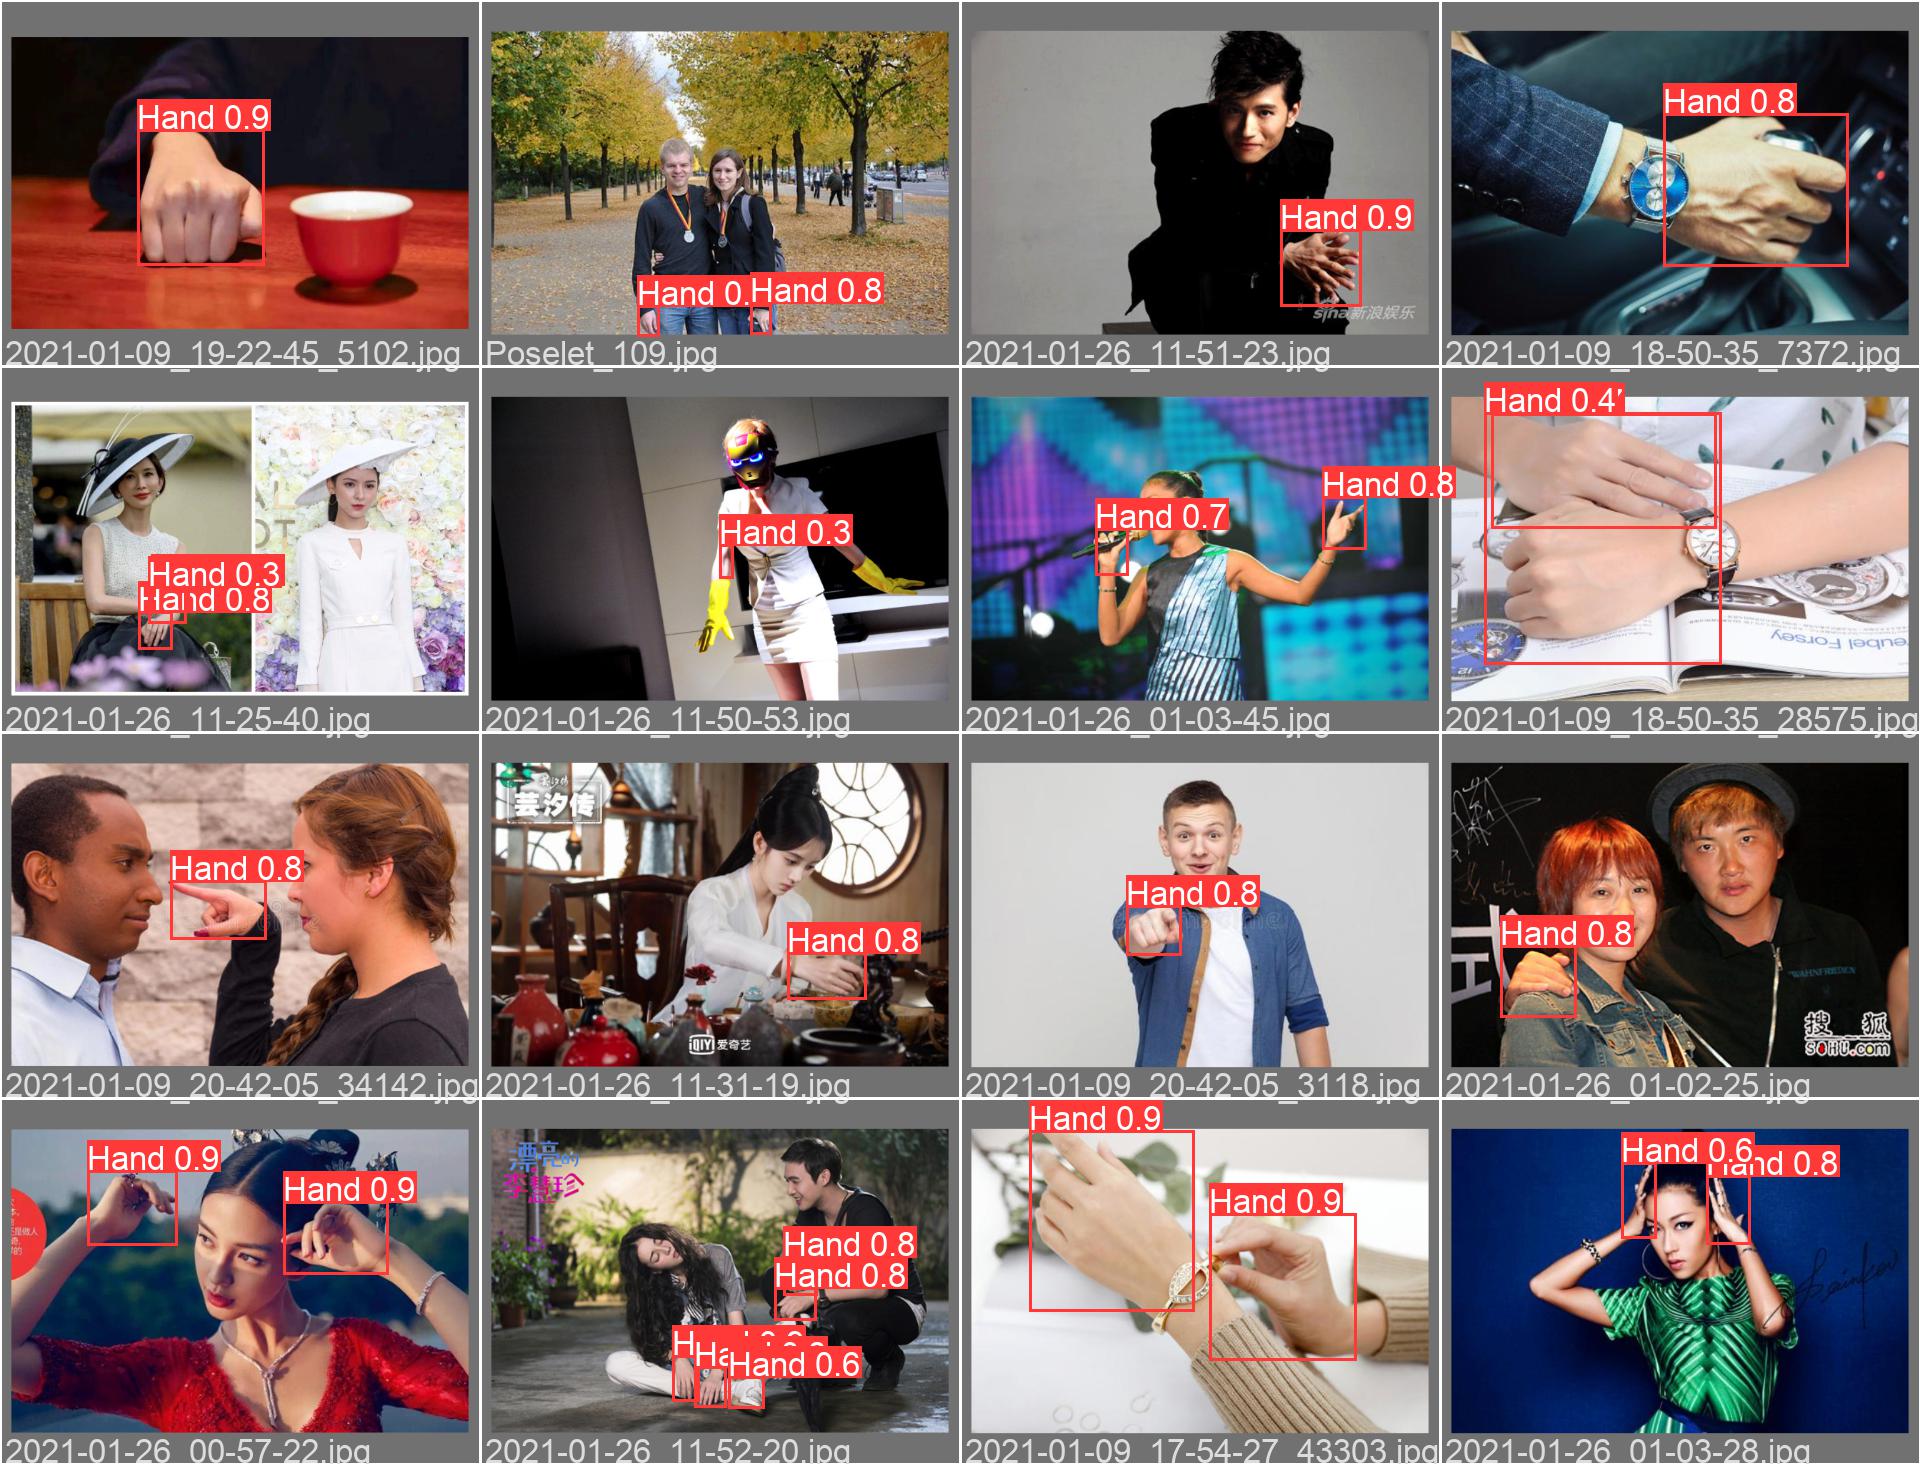 Hand 0.9
2021-01-09_19-22-45_5102.jpg
Hand 0.
Hand 0.8
Poselet_109.jpg
Hand 0.9
sina新浪娱乐
2021-01-26_11-51-23.jpg
Hand 0.8
2021-01-09_18-50-35_7372.jpg
Hand 0.3
Hand 0.8
2021-01-26_11-25-40.jpg
Hand 0.3
2021-01-26_11-50-53.jpg
Hand 0.7
Hand 0.8
2021-01-26_01-03-45.jpg
Hand 0.4
eubel Forsey
2021-01-09_18-50-35_28575.jpg
Hand 0.8
2021-01-09_20-42-05_34142.jpg
芸汐传
Hand 0.8
iQIY 爱奇艺
2021-01-26_11-31-19.jpg
Hand 0.8
2021-01-09_20-42-05_3118.jpg
Hand 0.8
"WAHNFRIEDEN
搜狐
SOHU.com
2021-01-26_01-02-25.jpg
Hand 0.9
Hand 0.9
2021-01-26_00-57-22.jpg
漂亮的
李慧珍
Hand 0.8
Hand 0.8
Hand 0.6
2021-01-26_11-52-20.jpg
Hand 0.9
Hand 0.9
2021-01-09_17-54-27_43303.jpg
Hand 0.6
Hand 0.8
2021-01-26_01-03-28.jpg